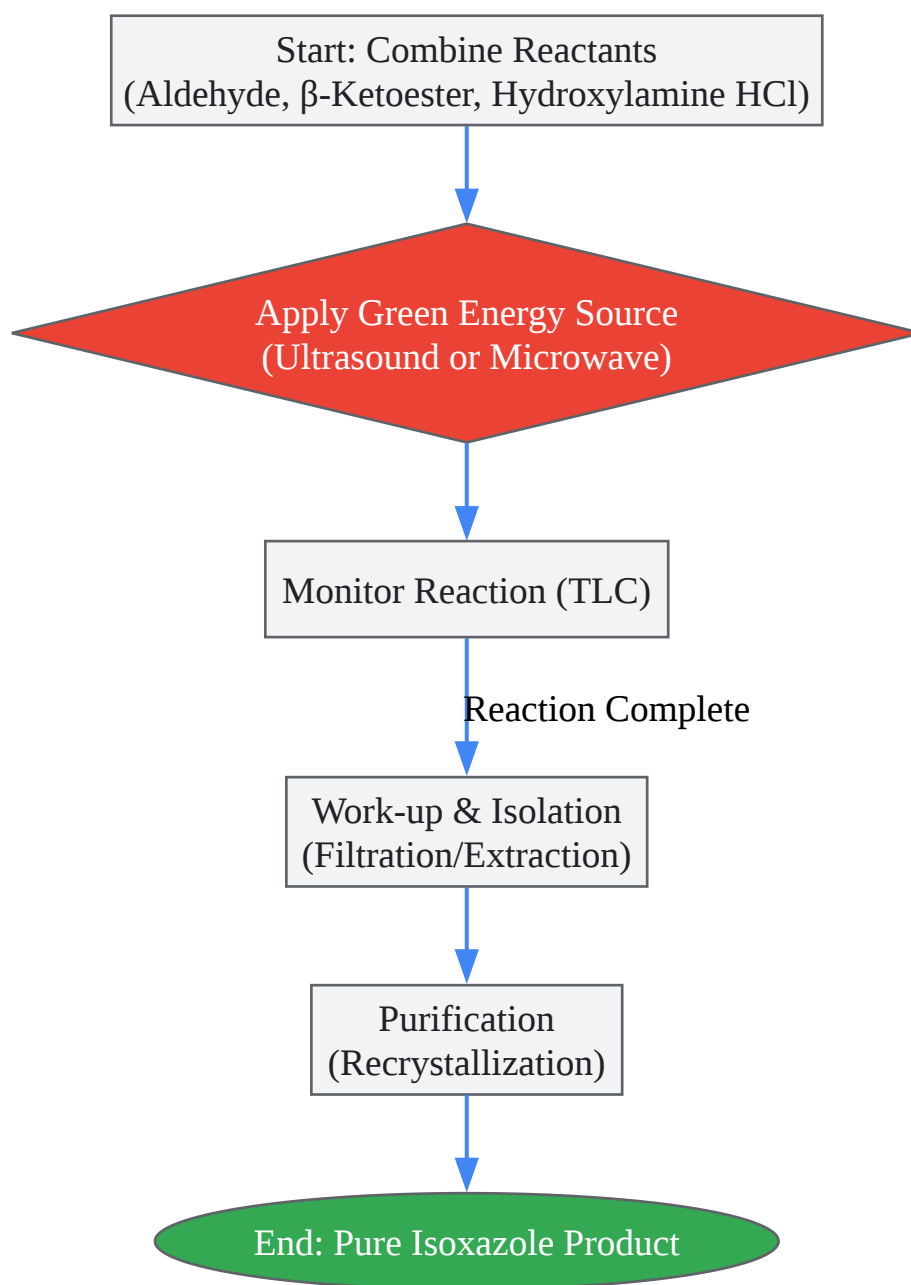 Start: Combine Reactants
(Aldehyde, β-Ketoester, Hydroxylamine HCl)
Apply Green Energy Source
(Ultrasound or Microwave)
Monitor Reaction (TLC)
Reaction Complete
Work-up & Isolation
(Filtration/Extraction)
Purification
(Recrystallization)
End: Pure Isoxazole Product